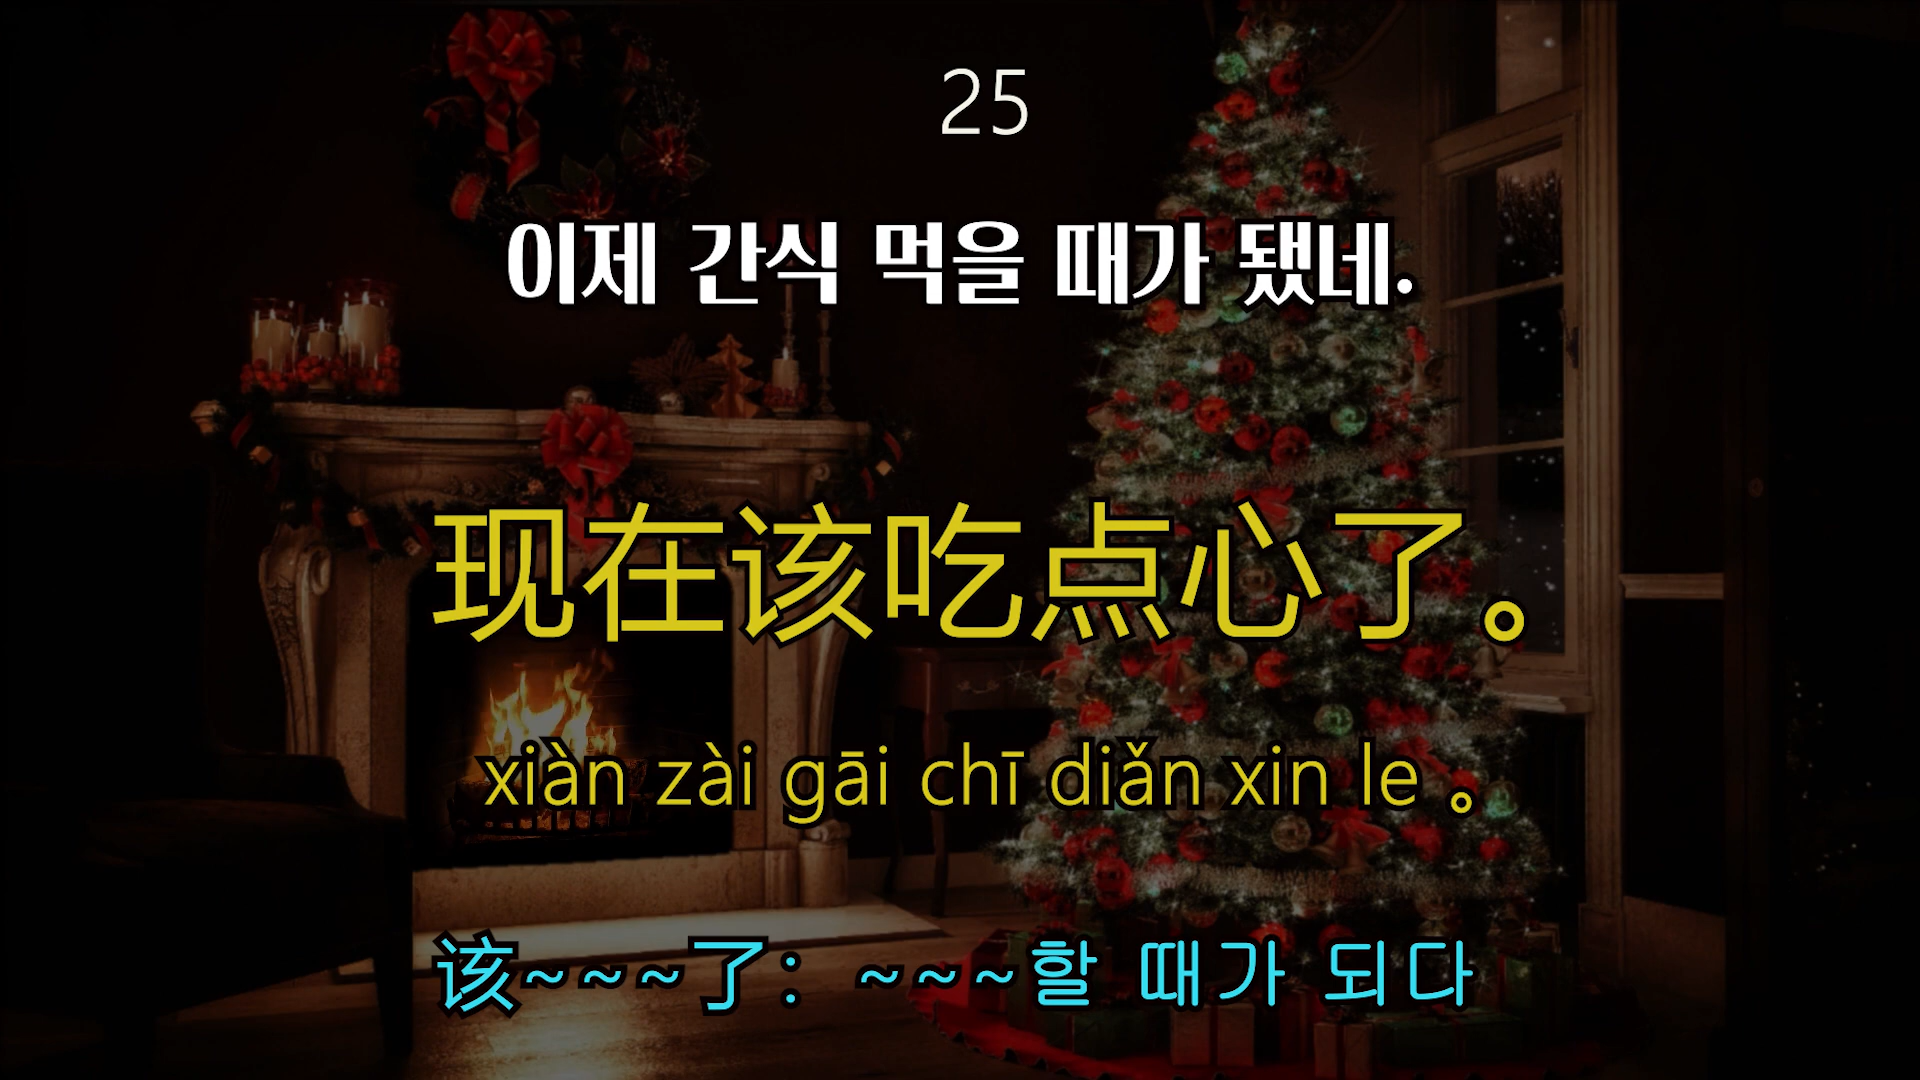 25
이제 간식 먹을 때가 됐네.
现在该吃点心了。
xiàn zài gāi chī diǎn xin le 。
该~~~了：~~~할 때가 되다